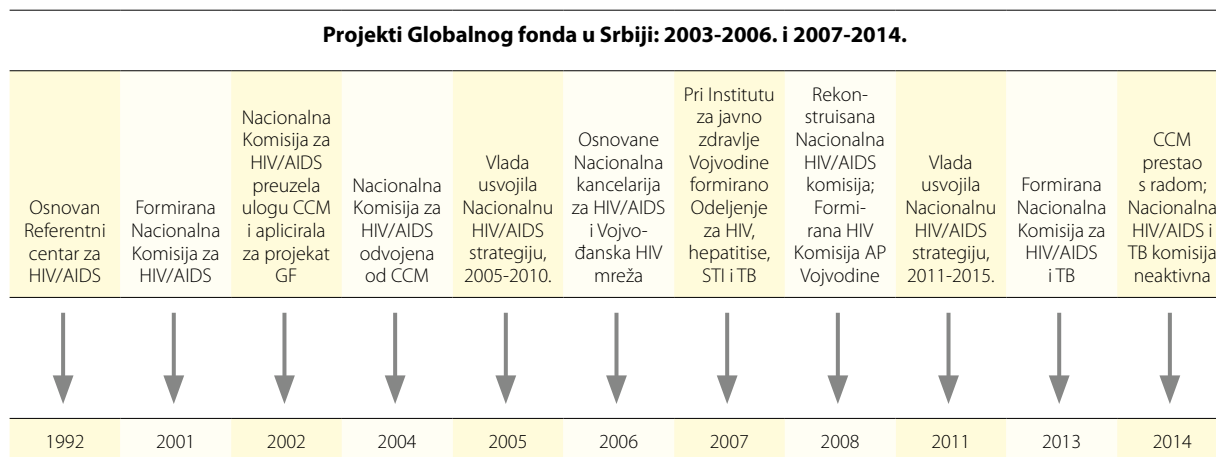 Projekti Globalnog fonda u Srbiji: 2003-2006. i 2007-2014.
Osnovan
Referentni
centar za
HIV/AIDS
Formirana
Nacionalna
Komisija za
HIV/AIDS
Nacionalna
Komisija za
HIV/AIDS
preuzela
ulogu CCM
i aplicirala
za projekat
GF
Nacionalna
Komisija za
HIV/AIDS
odvojena
od CCM
Vlada
usvojila
Nacionalnu
HIV/AIDS
strategiju,
2005-2010.
Osnovane
Nacionalna
kancelarija
za HIV/AIDS
i Vojvo-
đanska HIV
mreža
Pri Institutu
za javno
zdravlje
Vojvodine
formirano
Odeljenje
za HIV,
hepatitise,
STI i TB
Rekon-
struisana
Nacionalna
HIV/AIDS
komisija;
Formi-
rana HIV
Komisija AP
Vojvodine
Vlada
usvojila
Nacionalnu
HIV/AIDS
strategiju,
2011-2015.
Formirana
Nacionalna
Komisija za
HIV/AIDS
i TB
CCM
prestao
s radom;
Nacionalna
HIV/AIDS i
TB komisija
neaktivna
1992
2001
2002
2004
2005
2006
2007
2008
2011
2013
2014